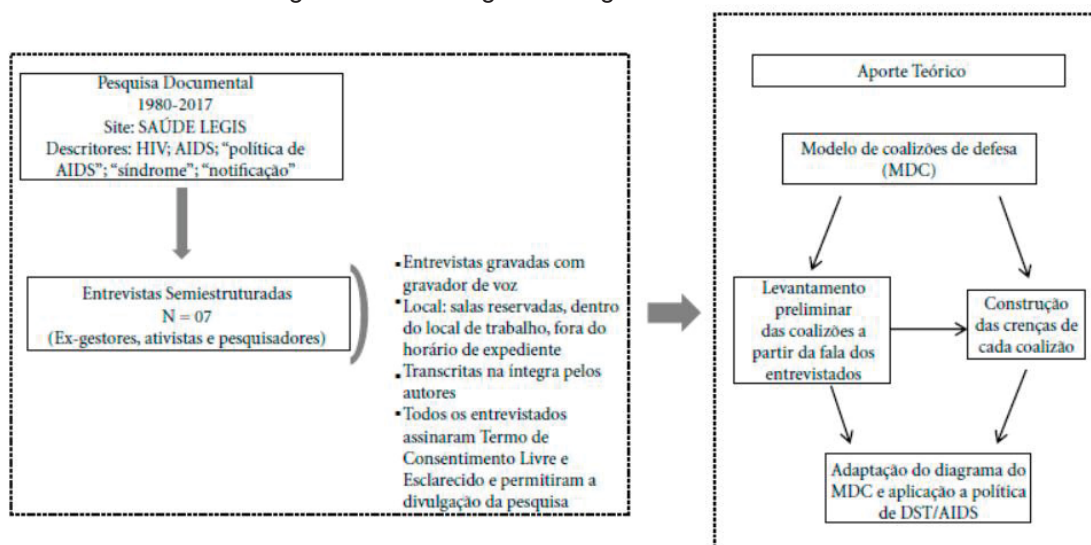 Pesquisa Documental
1980-2017
Site: SAÚDE LEGIS
Descritores: HIV; AIDS; “política de
AIDS”; “síndrome”; “notificação”
Entrevistas Semiestruturadas
N = 07
(Ex-gestores, ativistas e pesquisadores)
▪Entrevistas gravadas com
gravador de voz
▪Local: salas reservadas, dentro
do local de trabalho, fora do
horário de expediente
▪Transcritas na íntegra pelos
autores
▪Todos os entrevistados
assinaram Termo de
Consentimento Livre e
Esclarecido e permitiram a
divulgação da pesquisa
Aporte Teórico
Modelo de coalizões de defesa
(MDC)
Levantamento
preliminar
das coalizões a
partir da fala dos
entrevistados
Construção
das crenças de
cada coalizão
Adaptação do diagrama do
MDC e aplicação a política
de DST/AIDS